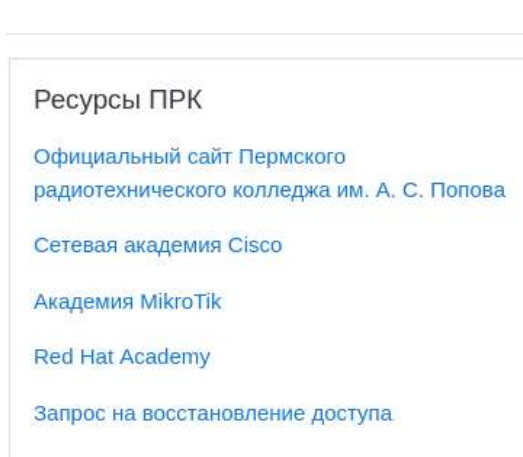 Ресурсы ПРК
Официальный сайт Пермского
радиотехнического колледжа им. А. С. Попова
Сетевая академия Cisco
Академия MikroTik
Red Hat Academy
Запрос на восстановление доступа